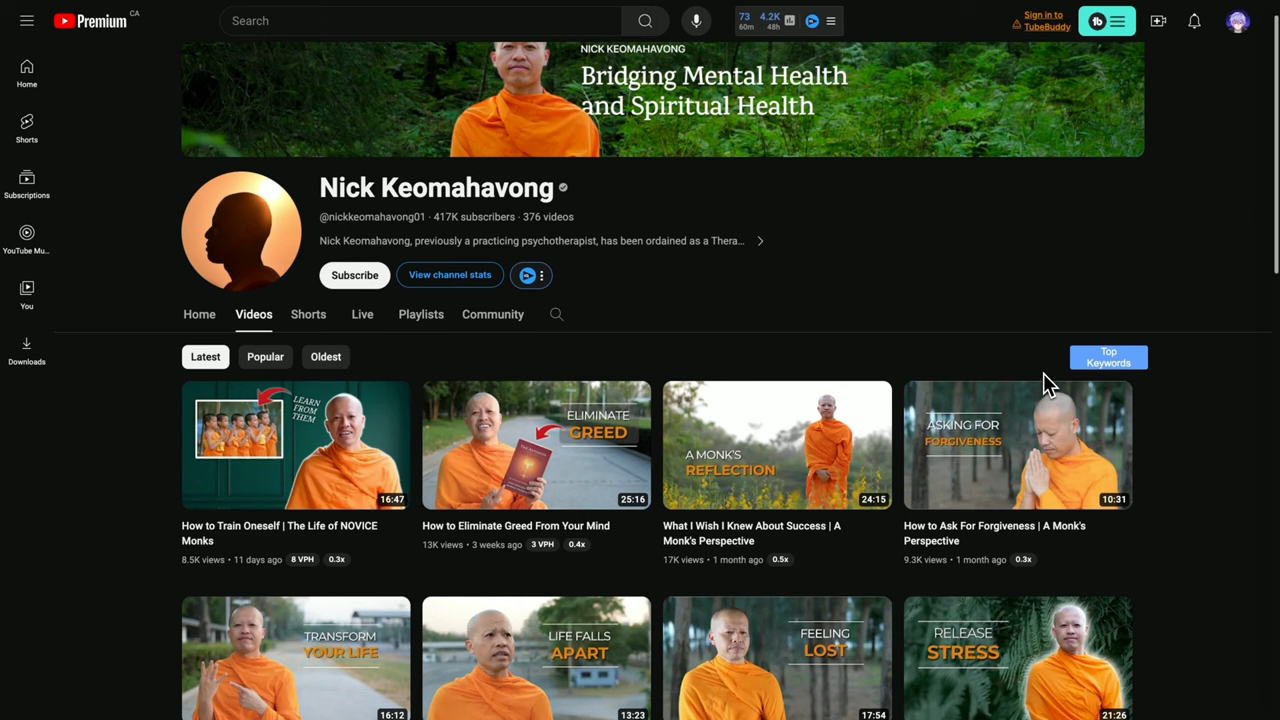 Premium CA
Search
73 4.2K
60m 48h
Sign in to
TubeBuddy
tb
Home
Shorts
Subscriptions
YouTube Mu...
You
Downloads
NICK KEOMAHAVONG
Bridging Mental Health
and Spiritual Health
Nick Keomahavong
@nickkeomahavong01 · 417K subscribers · 376 videos
Nick Keomahavong, previously a practicing psychotherapist, has been ordained as a Thera...
Subscribe View channel stats
Home Videos Shorts Live Playlists Community
Latest Popular Oldest
Top
Keywords
LEARN
FROM
THEM
16:47
ELIMINATE
GREED
25:16
A MONK'S
REFLECTION
24:15
ASKING FOR
FORGIVENESS
10:31
How to Train Oneself | The Life of NOVICE
Monks
8.5K views · 11 days ago 8 VPH 0.3x
How to Eliminate Greed From Your Mind
13K views · 3 weeks ago 3 VPH 0.4x
What I Wish I Knew About Success | A
Monk's Perspective
17K views · 1 month ago 0.5x
How to Ask For Forgiveness | A Monk's
Perspective
9.3K views · 1 month ago 0.3x
TRANSFORM
YOUR LIFE
16:12
LIFE FALLS
APART
13:23
FEELING
LOST
17:54
RELEASE
STRESS
21:26